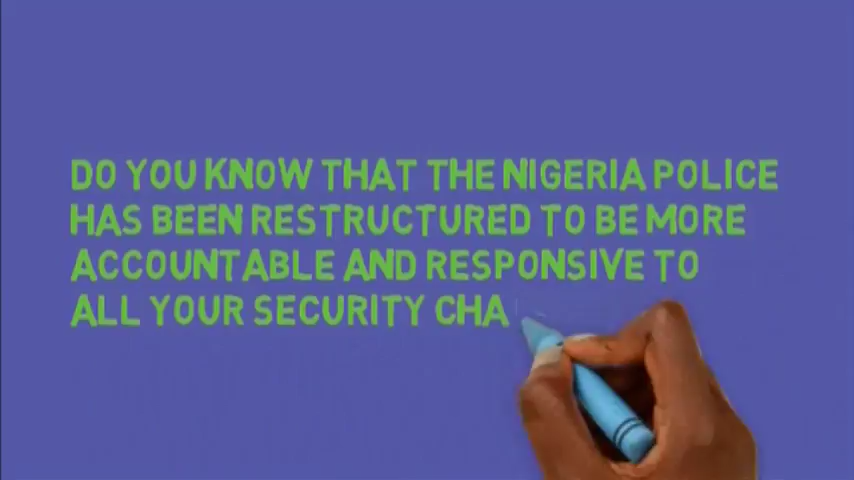 DO YOU KNOW THAT THE NIGERIA POLICE
HAS BEEN RESTRUCTURED TO BE MORE
ACCOUNTABLE AND RESPONSIVE TO
ALL YOUR SECURITY CHA